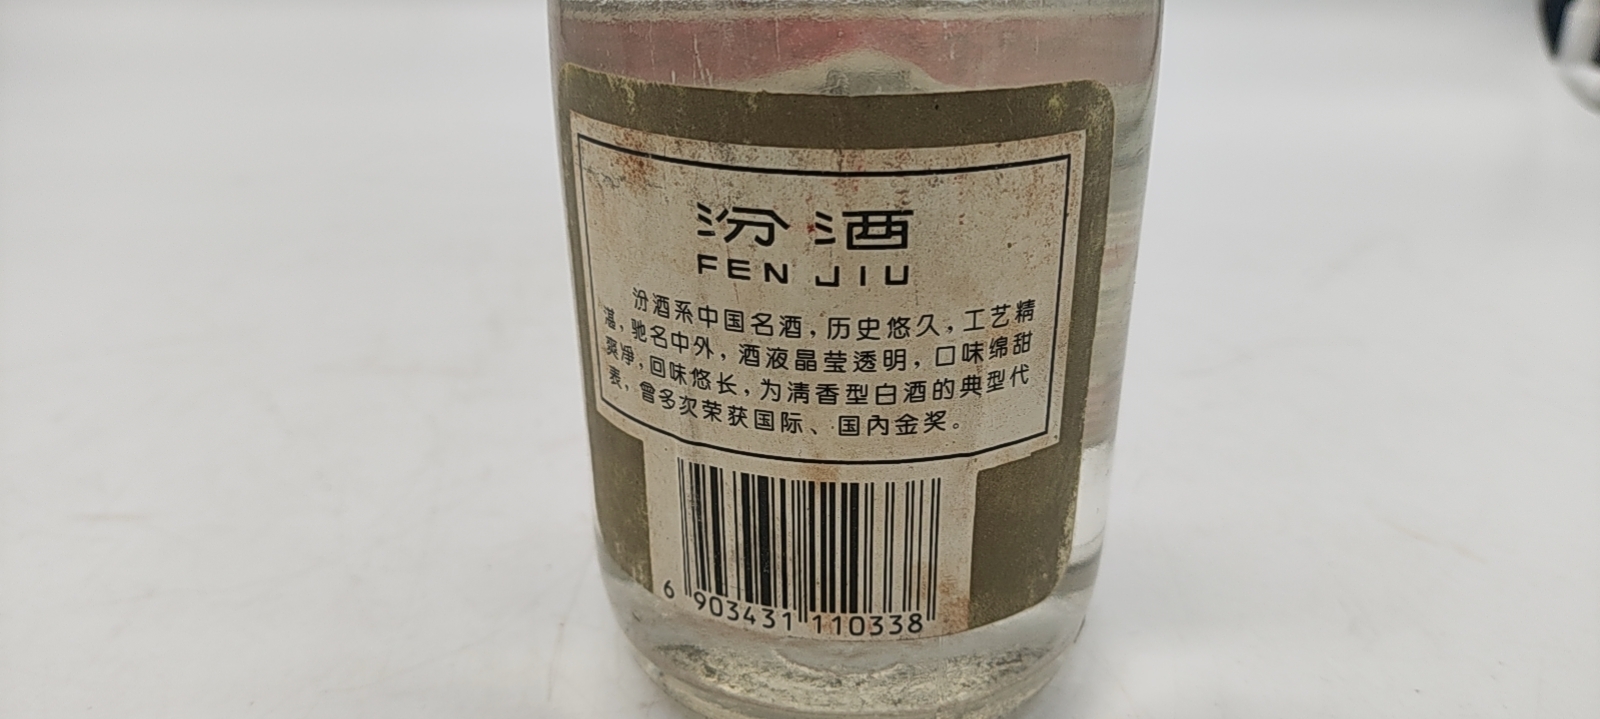 汾酒
FEN JIU
汾酒系中国名酒，历史悠久，工艺精
湛，驰名中外，酒液晶莹透明，口味绵甜
爽净，回味悠长，为清香型白酒的典型代
表，曾多次荣获国际、国内金奖。
6 903431 110338